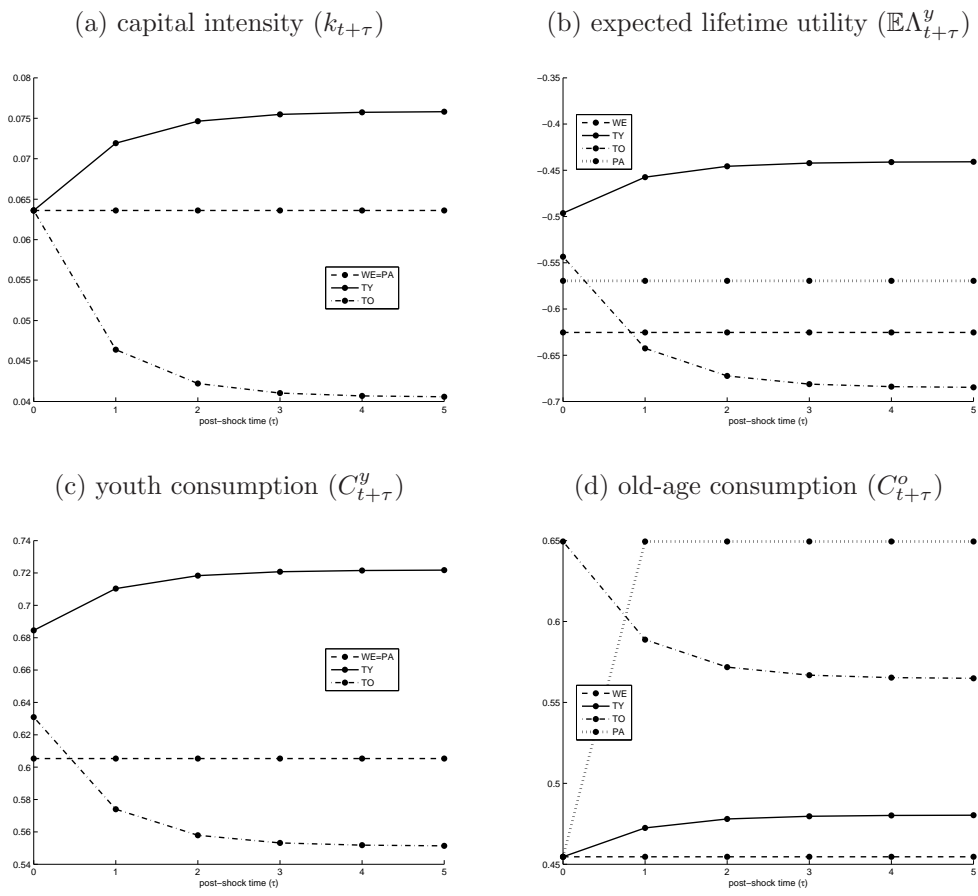 (a) capital intensity (k_{t+τ})
0.08
0.075
0.07
0.065
0.06
0.055
0.05
0.045
0.04
0 1 2 3 4 5
post−shock time (τ)
WE=PA
TY
TO
(b) expected lifetime utility (𝔼Λ^y_{t+τ})
−0.35
−0.4
−0.45
−0.5
−0.55
−0.6
−0.65
−0.7
0 1 2 3 4 5
post−shock time (τ)
WE
TY
TO
PA
(c) youth consumption (C^y_{t+τ})
0.74
0.72
0.7
0.68
0.66
0.64
0.62
0.6
0.58
0.56
0.54
0 1 2 3 4 5
post−shock time (τ)
WE=PA
TY
TO
(d) old-age consumption (C^o_{t+τ})
0.65
0.6
0.55
0.5
0.45
0 1 2 3 4 5
post−shock time (τ)
WE
TY
TO
PA